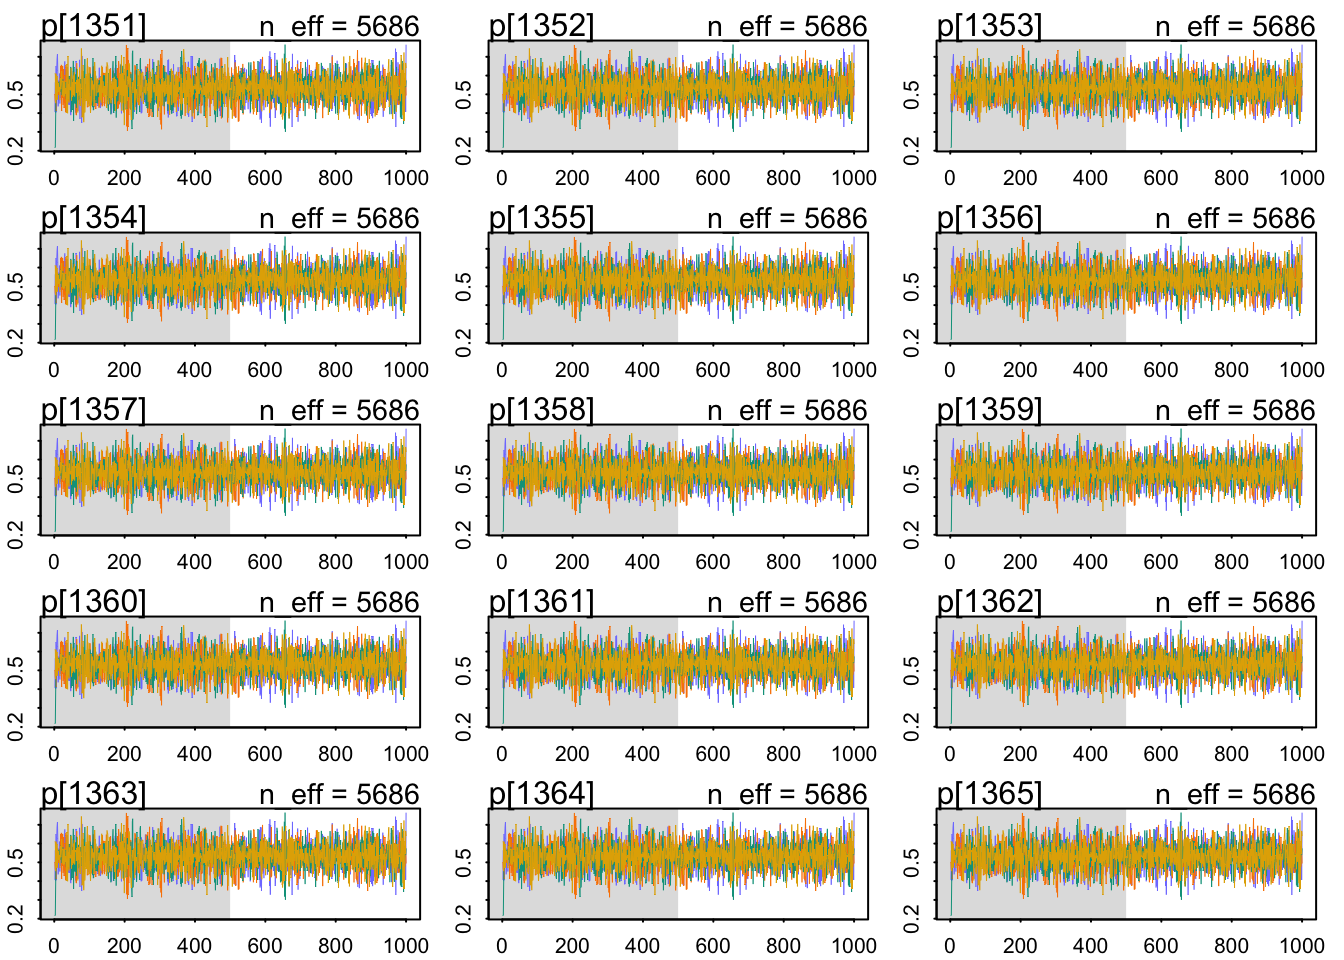 p[1351] n_eff = 5686 p[1352] n_eff = 5686 p[1353] n_eff = 5686
0.2 0.5 0.2 0.5 0.2 0.5
0 200 400 600 800 1000 0 200 400 600 800 1000 0 200 400 600 800 1000
p[1354] n_eff = 5686 p[1355] n_eff = 5686 p[1356] n_eff = 5686
0.2 0.5 0.2 0.5 0.2 0.5
0 200 400 600 800 1000 0 200 400 600 800 1000 0 200 400 600 800 1000
p[1357] n_eff = 5686 p[1358] n_eff = 5686 p[1359] n_eff = 5686
0.2 0.5 0.2 0.5 0.2 0.5
0 200 400 600 800 1000 0 200 400 600 800 1000 0 200 400 600 800 1000
p[1360] n_eff = 5686 p[1361] n_eff = 5686 p[1362] n_eff = 5686
0.2 0.5 0.2 0.5 0.2 0.5
0 200 400 600 800 1000 0 200 400 600 800 1000 0 200 400 600 800 1000
p[1363] n_eff = 5686 p[1364] n_eff = 5686 p[1365] n_eff = 5686
0.2 0.5 0.2 0.5 0.2 0.5
0 200 400 600 800 1000 0 200 400 600 800 1000 0 200 400 600 800 1000